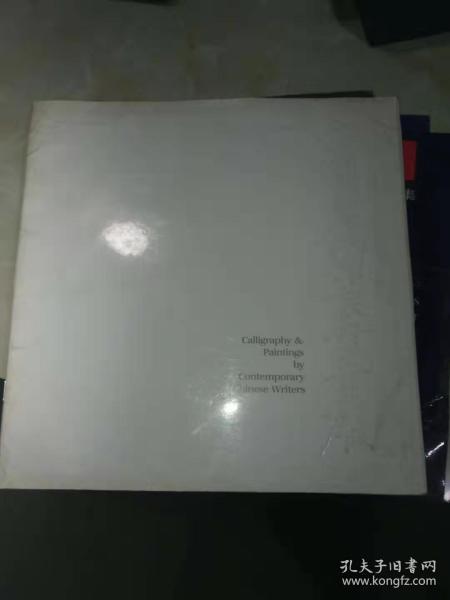 Calligraphy &
Paintings
by
Contemporary
Chinese Writers
孔夫子旧书网
www.kongfz.com